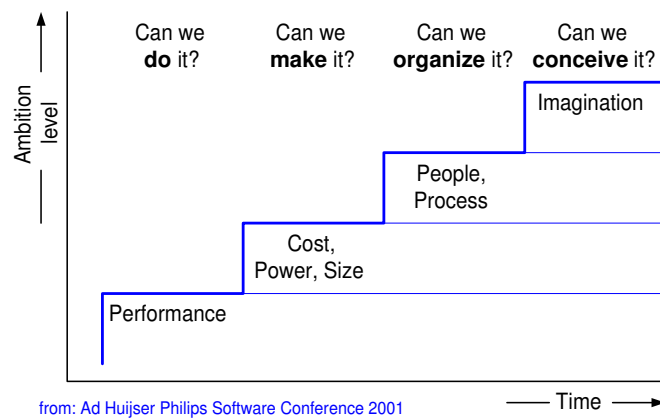 Can we
do it?
Can we
make it?
Can we
organize it?
Can we
conceive it?
Ambition
level
Imagination
People,
Process
Cost,
Power, Size
Performance
from: Ad Huijser Philips Software Conference 2001
Time